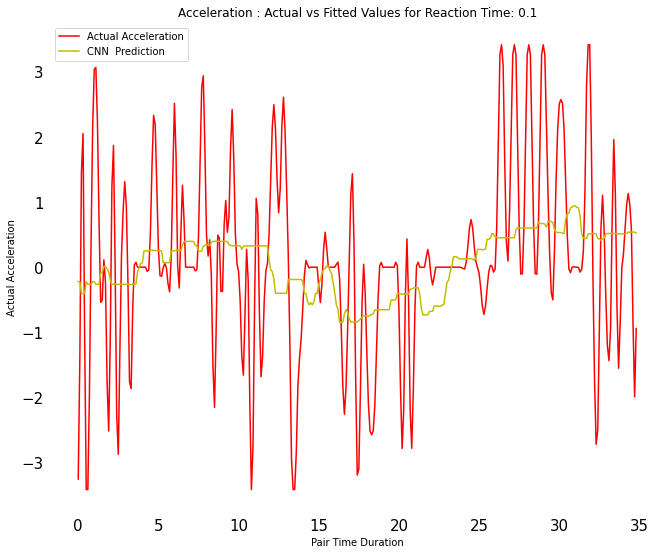 Acceleration : Actual vs Fitted Values for Reaction Time: 0.1
Actual Acceleration
CNN  Prediction
3
2
1
0
−1
−2
−3
Actual Acceleration
0 5 10 15 20 25 30 35
Pair Time Duration